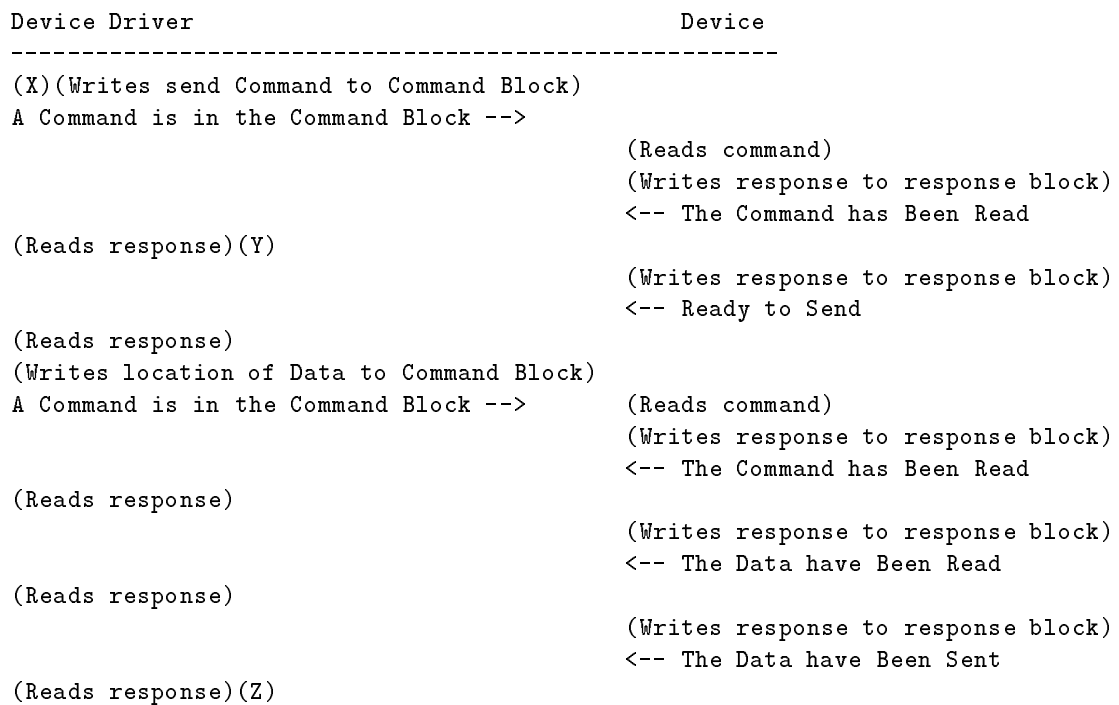 Device Driver Device
------------------------------------------------------
(X)(Writes send Command to Command Block)
A Command is in the Command Block -->
(Reads command)
(Writes response to response block)
<-- The Command has Been Read
(Reads response)(Y)
(Writes response to response block)
<-- Ready to Send
(Reads response)
(Writes location of Data to Command Block)
A Command is in the Command Block --> (Reads command)
(Writes response to response block)
<-- The Command has Been Read
(Reads response)
(Writes response to response block)
<-- The Data have Been Read
(Reads response)
(Writes response to response block)
<-- The Data have Been Sent
(Reads response)(Z)